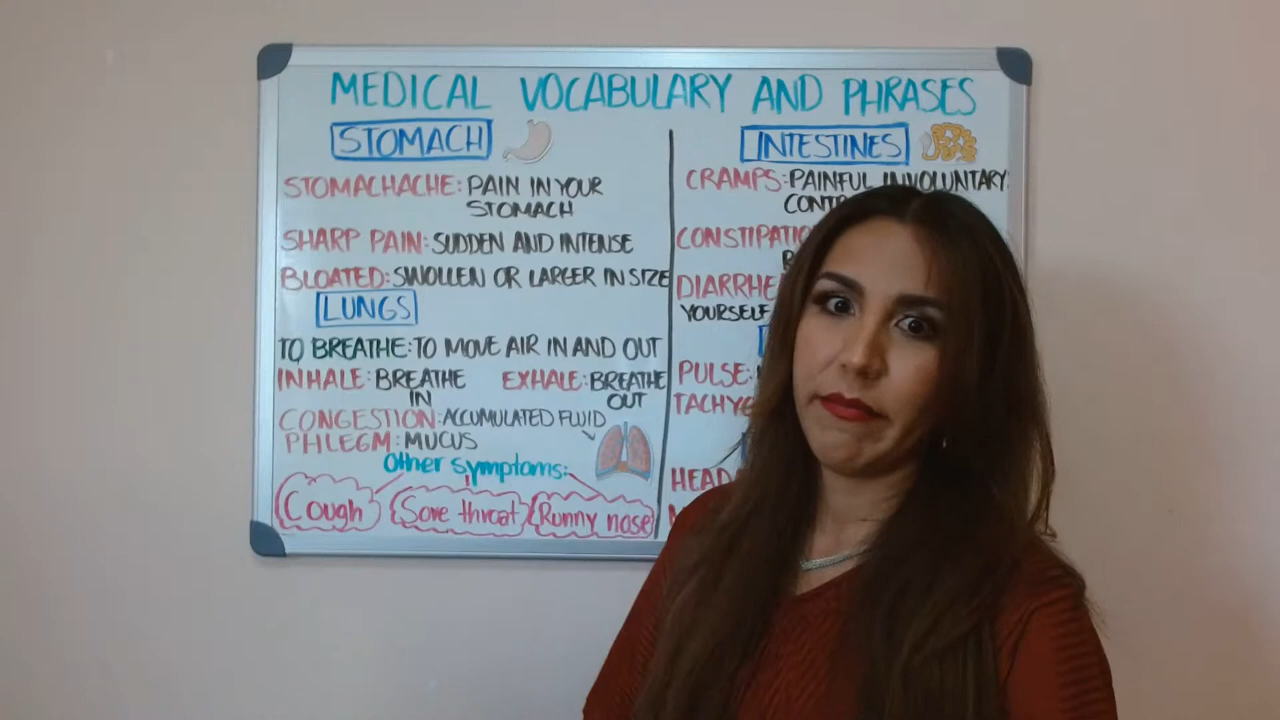 MEDICAL VOCABULARY AND PHRASES
STOMACH
STOMACHACHE: PAIN IN YOUR
STOMACH
SHARP PAIN: SUDDEN AND INTENSE
BLOATED: SWOLLEN OR LARGER IN SIZE
LUNGS
TO BREATHE: TO MOVE AIR IN AND OUT
INHALE: BREATHE
IN
EXHALE: BREATHE
OUT
CONGESTION: ACCUMULATED FLUID
PHLEGM: MUCUS
Other symptoms:
Cough
Sore throat
Runny nose
INTESTINES
CRAMPS: PAINFUL INVOLUNTARY
YOURSELF
PULSE: